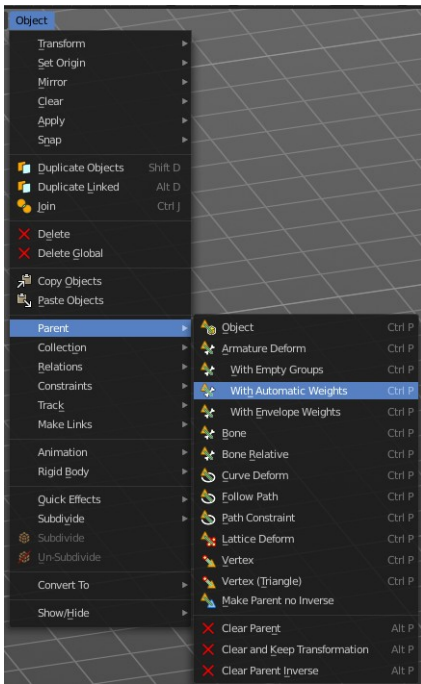 Object
Transform
Set Origin
Mirror
Clear
Apply
Snap
Duplicate Objects Shift D
Duplicate Linked Alt D
Join Ctrl J
Delete
Delete Global
Copy Objects
Paste Objects
Parent
Collection
Relations
Constraints
Track
Make Links
Animation
Rigid Body
Quick Effects
Subdivide
Subdivide
Un-Subdivide
Convert To
Show/Hide
Object Ctrl P
Armature Deform Ctrl P
With Empty Groups Ctrl P
With Automatic Weights Ctrl P
With Envelope Weights Ctrl P
Bone Ctrl P
Bone Relative Ctrl P
Curve Deform Ctrl P
Follow Path Ctrl P
Path Constraint Ctrl P
Lattice Deform Ctrl P
Vertex Ctrl P
Vertex (Triangle) Ctrl P
Make Parent no Inverse
Clear Parent Alt P
Clear and Keep Transformation Alt P
Clear Parent Inverse Alt P